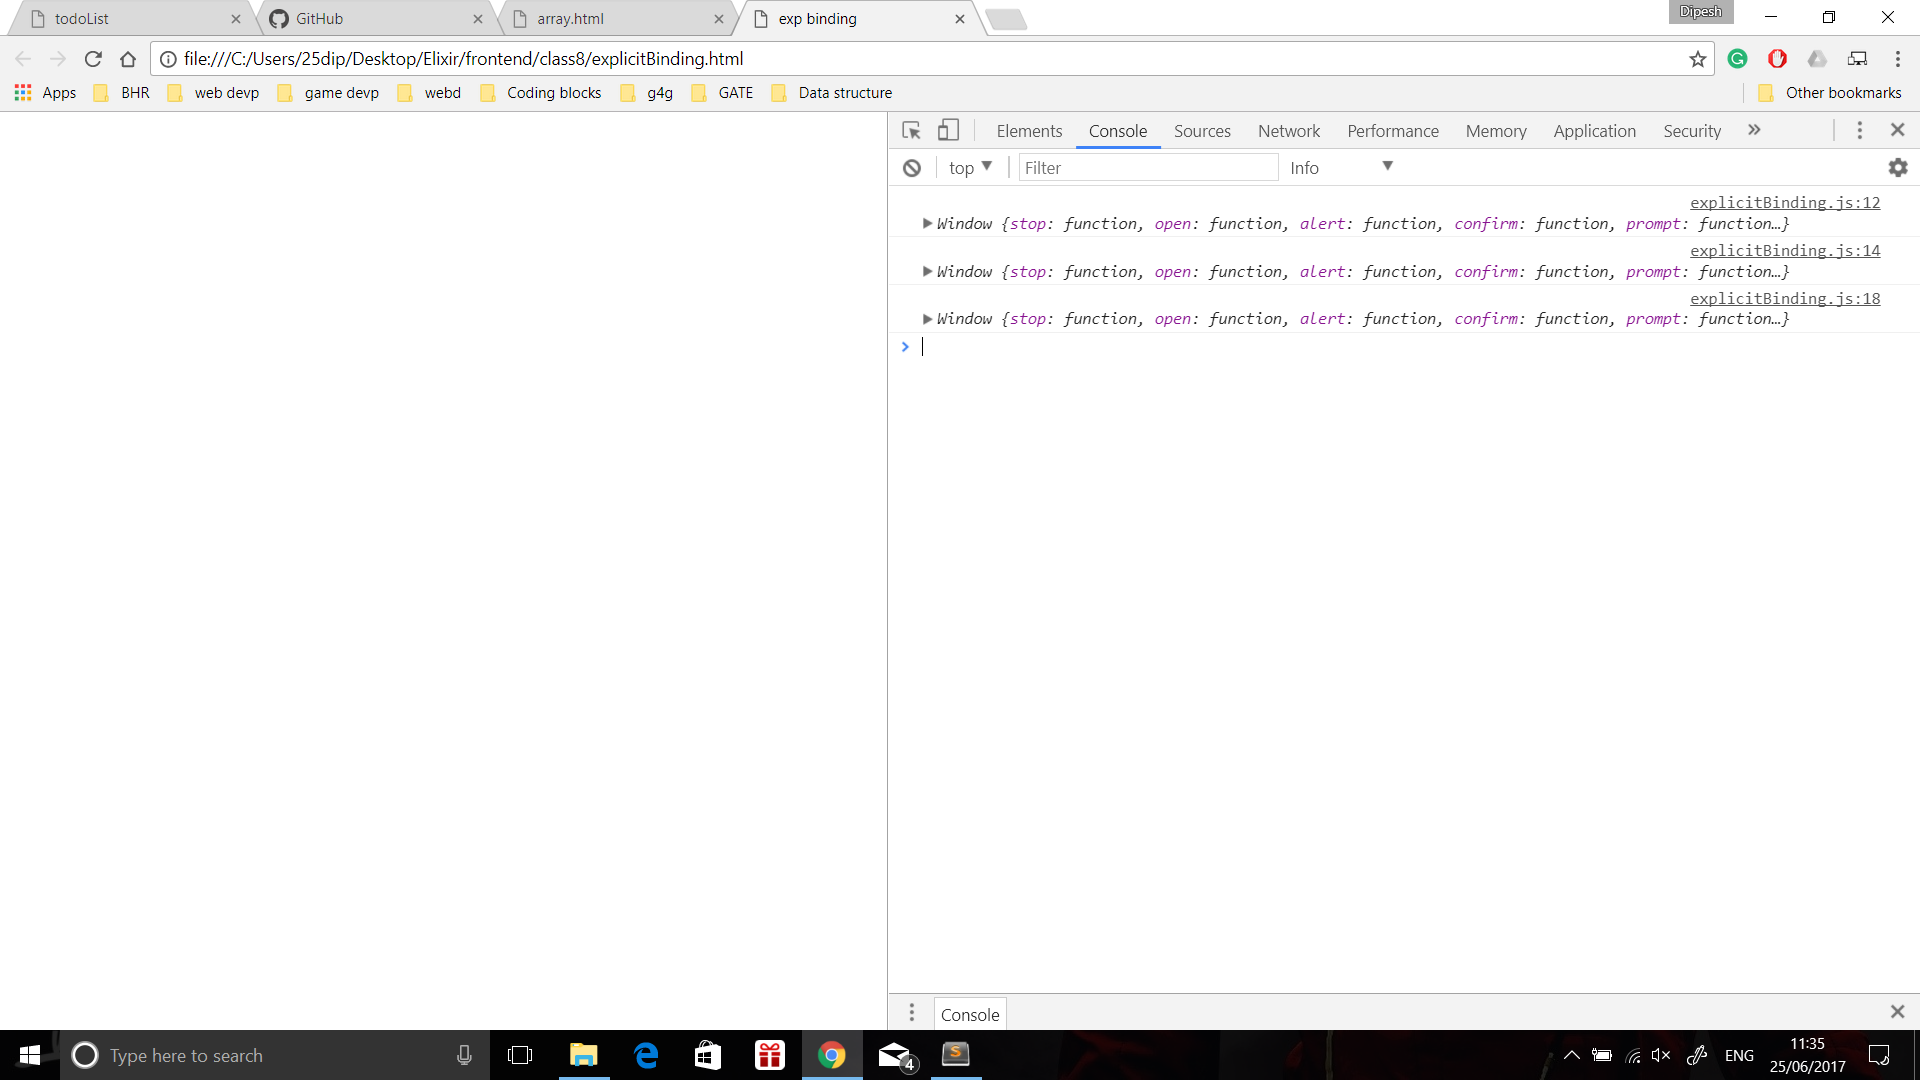 todoList
GitHub
array.html
exp binding
Dipesh
file:///C:/Users/25dip/Desktop/Elixir/frontend/class8/explicitBinding.html
Apps BHR web devp game devp webd Coding blocks g4g GATE Data structure Other bookmarks
Elements Console Sources Network Performance Memory Application Security »
top Filter Info
explicitBinding.js:12
Window {stop: function, open: function, alert: function, confirm: function, prompt: function…}
explicitBinding.js:14
Window {stop: function, open: function, alert: function, confirm: function, prompt: function…}
explicitBinding.js:18
Window {stop: function, open: function, alert: function, confirm: function, prompt: function…}
Console
Type here to search
4
S
ENG
11:35
25/06/2017